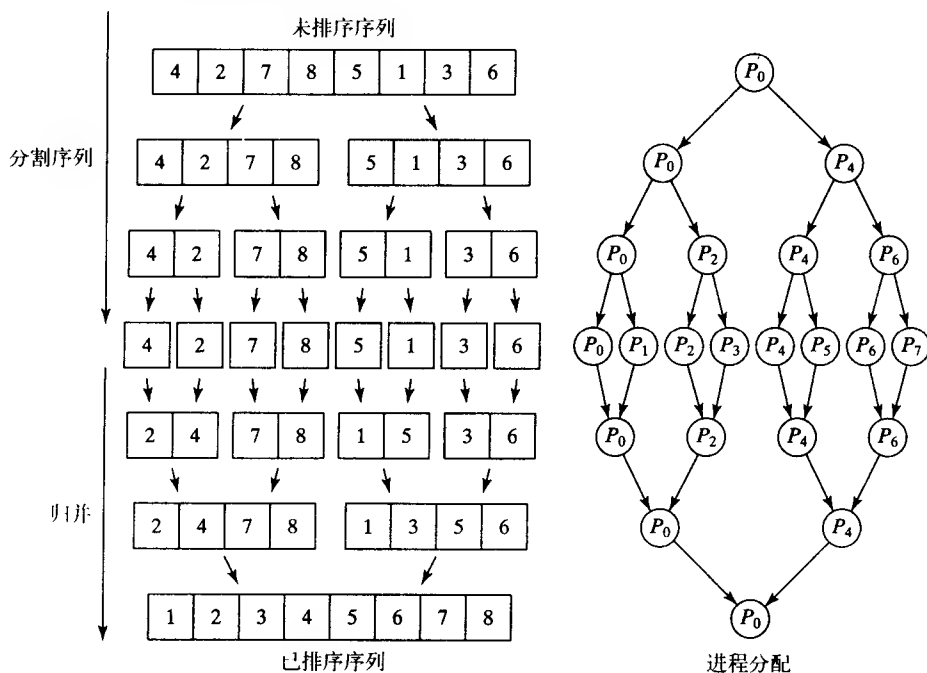 未排序序列
4 2 7 8 5 1 3 6
分割序列
4 2 7 8 5 1 3 6
4 2 7 8 5 1 3 6
4 2 7 8 5 1 3 6
2 4 7 8 1 5 3 6
归并
2 4 7 8 1 3 5 6
1 2 3 4 5 6 7 8
已排序序列
P₀
P₀ P₄
P₀ P₂ P₄ P₆
P₀ P₁ P₂ P₃ P₄ P₅ P₆ P₇
P₀ P₂ P₄ P₆
P₀ P₄
P₀
进程分配